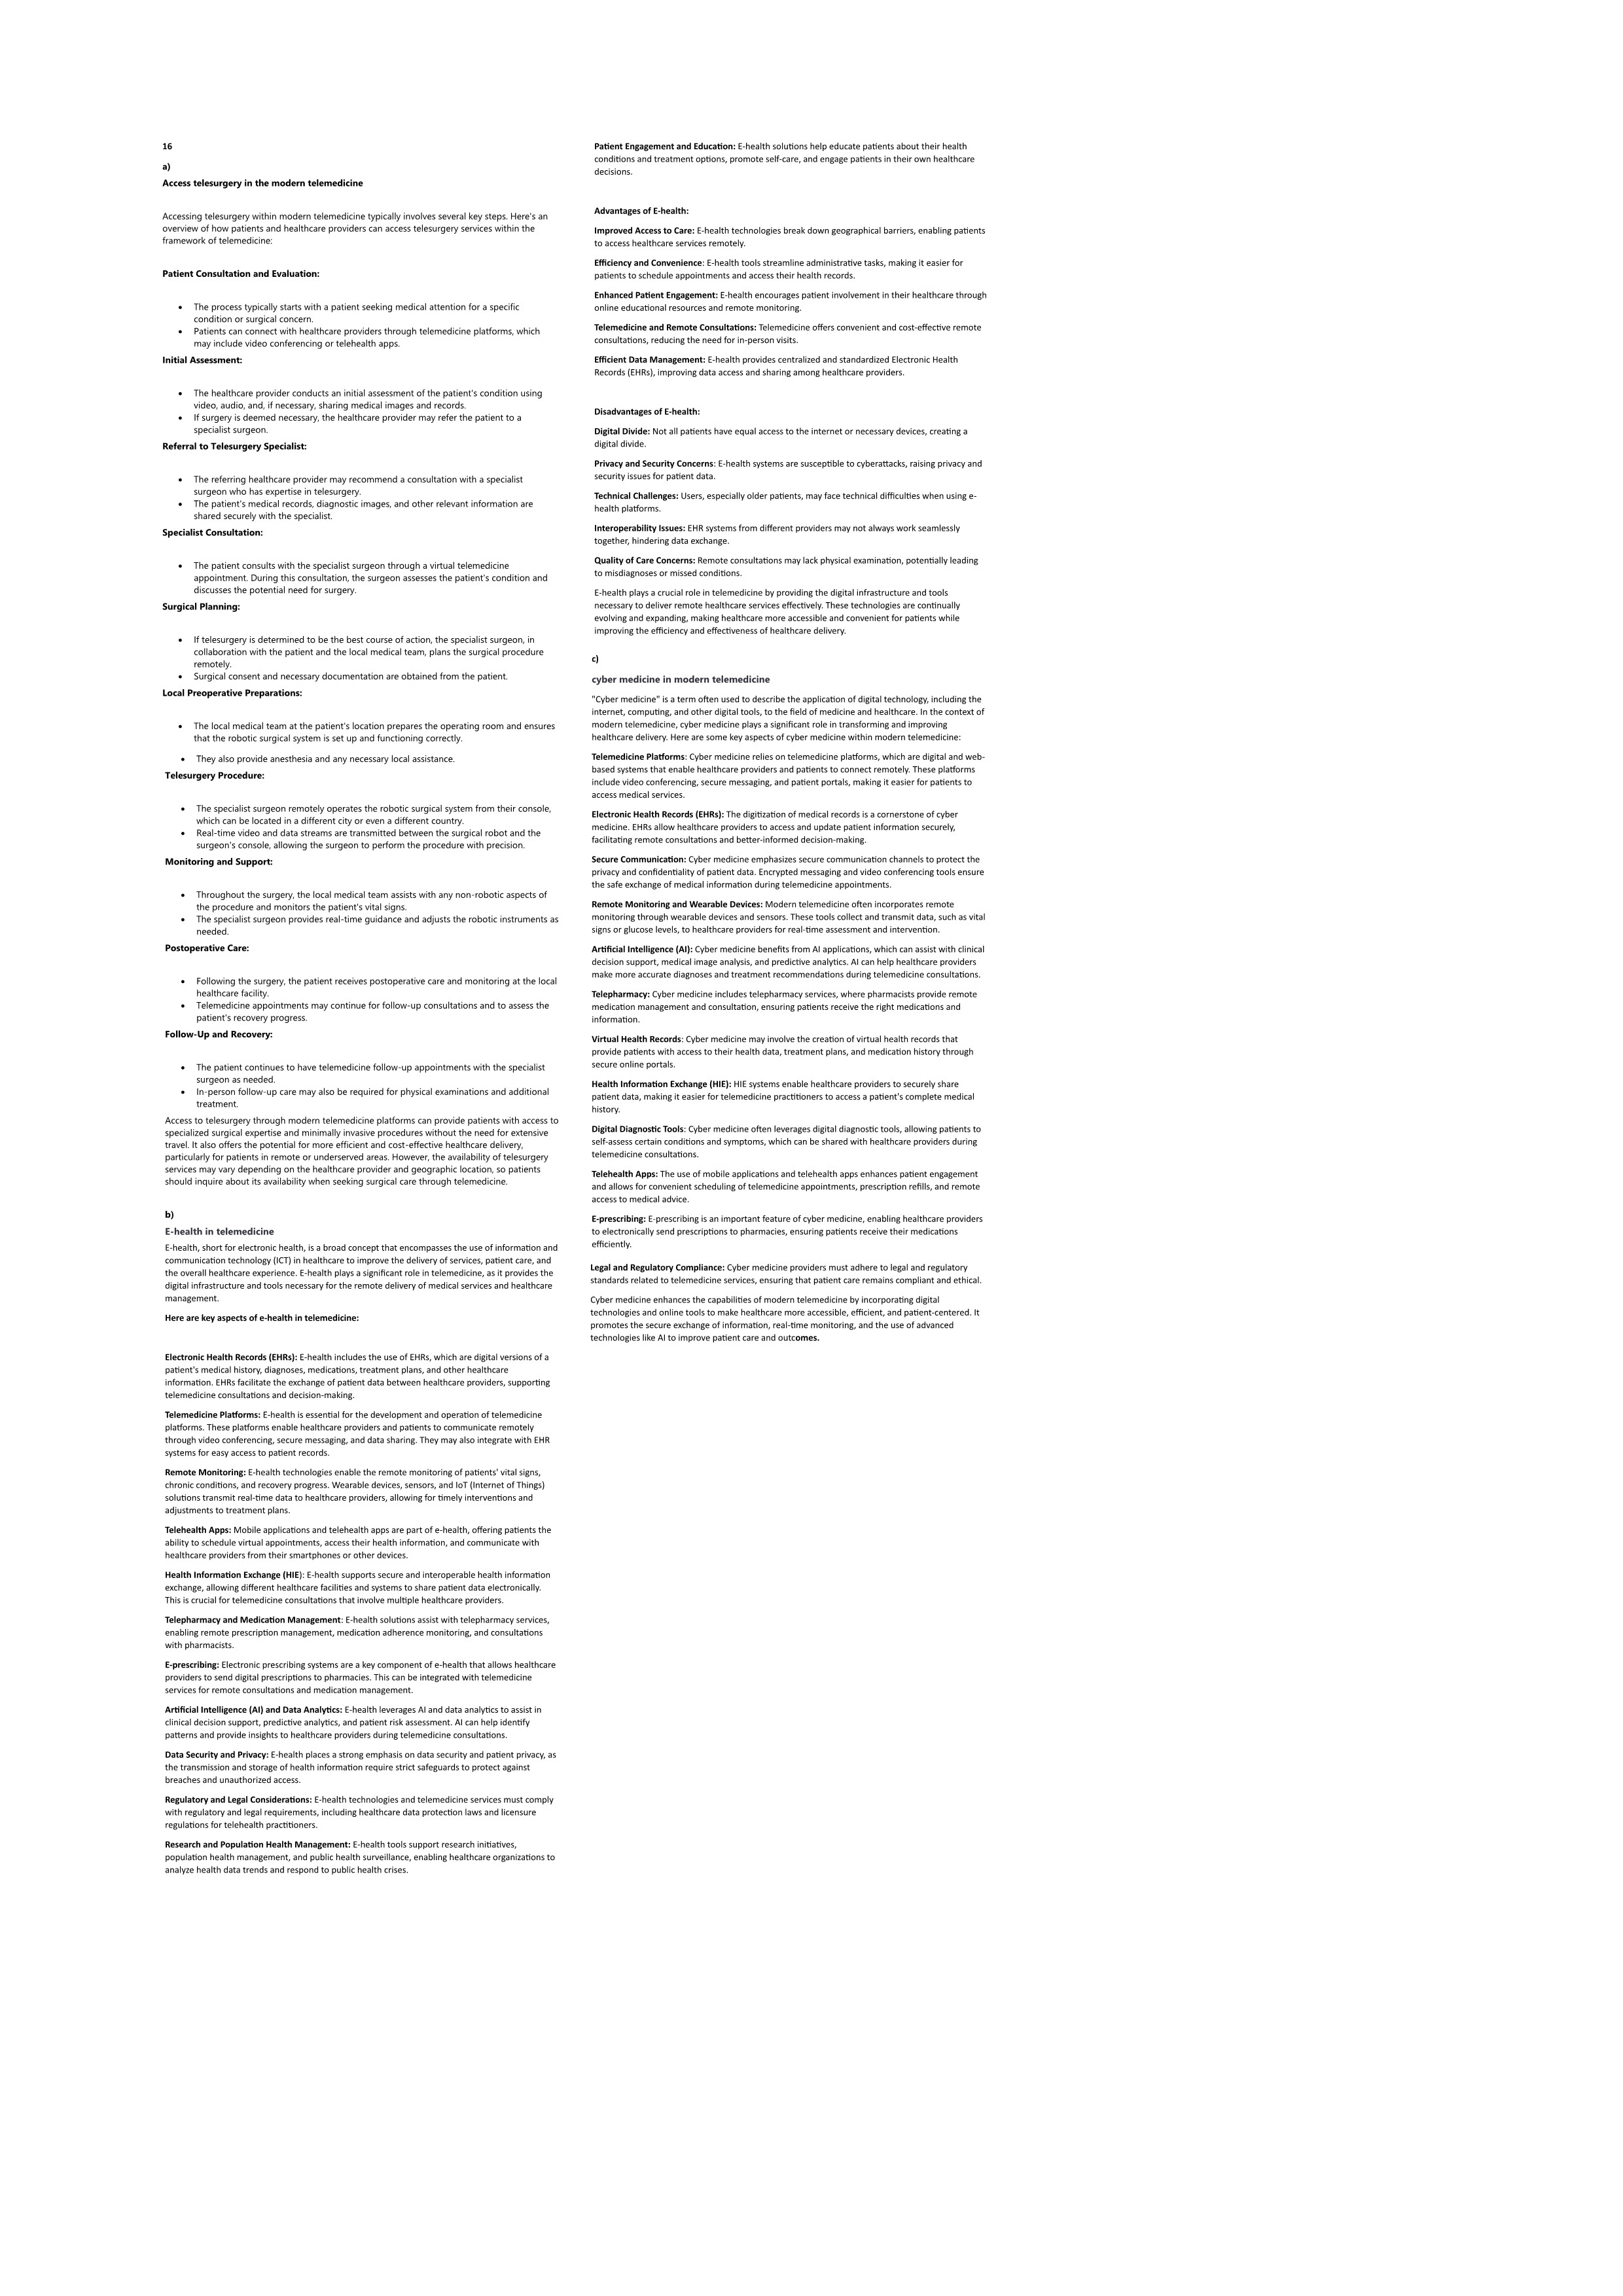 16
a)
Access telesurgery in the modern telemedicine
Accessing telesurgery within modern telemedicine typically involves several key steps. Here's an
overview of how patients and healthcare providers can access telesurgery services within the
framework of telemedicine:
Patient Consultation and Evaluation:
• The process typically starts with a patient seeking medical attention for a specific
condition or surgical concern.
• Patients can connect with healthcare providers through telemedicine platforms, which
may include video conferencing or telehealth apps.
Initial Assessment:
• The healthcare provider conducts an initial assessment of the patient's condition using
video, audio, and, if necessary, sharing medical images and records.
• If surgery is deemed necessary, the healthcare provider may refer the patient to a
specialist surgeon.
Referral to Telesurgery Specialist:
• The referring healthcare provider may recommend a consultation with a specialist
surgeon who has expertise in telesurgery.
• The patient's medical records, diagnostic images, and other relevant information are
shared securely with the specialist.
Specialist Consultation:
• The patient consults with the specialist surgeon through a virtual telemedicine
appointment. During this consultation, the surgeon assesses the patient's condition and
discusses the potential need for surgery.
Surgical Planning:
• If telesurgery is determined to be the best course of action, the specialist surgeon, in
collaboration with the patient and the local medical team, plans the surgical procedure
remotely.
• Surgical consent and necessary documentation are obtained from the patient.
Local Preoperative Preparations:
• The local medical team at the patient's location prepares the operating room and ensures
that the robotic surgical system is set up and functioning correctly.
• They also provide anesthesia and any necessary local assistance.
Telesurgery Procedure:
• The specialist surgeon remotely operates the robotic surgical system from their console,
which can be located in a different city or even a different country.
• Real-time video and data streams are transmitted between the surgical robot and the
surgeon's console, allowing the surgeon to perform the procedure with precision.
Monitoring and Support:
• Throughout the surgery, the local medical team assists with any non-robotic aspects of
the procedure and monitors the patient's vital signs.
• The specialist surgeon provides real-time guidance and adjusts the robotic instruments as
needed.
Postoperative Care:
• Following the surgery, the patient receives postoperative care and monitoring at the local
healthcare facility.
• Telemedicine appointments may continue for follow-up consultations and to assess the
patient's recovery progress.
Follow-Up and Recovery:
• The patient continues to have telemedicine follow-up appointments with the specialist
surgeon as needed.
• In-person follow-up care may also be required for physical examinations and additional
treatment.
Access to telesurgery through modern telemedicine platforms can provide patients with access to
specialized surgical expertise and minimally invasive procedures without the need for extensive
travel. It also offers the potential for more efficient and cost-effective healthcare delivery,
particularly for patients in remote or underserved areas. However, the availability of telesurgery
services may vary depending on the healthcare provider and geographic location, so patients
should inquire about its availability when seeking surgical care through telemedicine.
b)
E-health in telemedicine
E-health, short for electronic health, is a broad concept that encompasses the use of information and
communication technology (ICT) in healthcare to improve the delivery of services, patient care, and
the overall healthcare experience. E-health plays a significant role in telemedicine, as it provides the
digital infrastructure and tools necessary for the remote delivery of medical services and healthcare
management.
Here are key aspects of e-health in telemedicine:
Electronic Health Records (EHRs): E-health includes the use of EHRs, which are digital versions of a
patient's medical history, diagnoses, medications, treatment plans, and other healthcare
information. EHRs facilitate the exchange of patient data between healthcare providers, supporting
telemedicine consultations and decision-making.
Telemedicine Platforms: E-health is essential for the development and operation of telemedicine
platforms. These platforms enable healthcare providers and patients to communicate remotely
through video conferencing, secure messaging, and data sharing. They may also integrate with EHR
systems for easy access to patient records.
Remote Monitoring: E-health technologies enable the remote monitoring of patients' vital signs,
chronic conditions, and recovery progress. Wearable devices, sensors, and IoT (Internet of Things)
solutions transmit real-time data to healthcare providers, allowing for timely interventions and
adjustments to treatment plans.
Telehealth Apps: Mobile applications and telehealth apps are part of e-health, offering patients the
ability to schedule virtual appointments, access their health information, and communicate with
healthcare providers from their smartphones or other devices.
Health Information Exchange (HIE): E-health supports secure and interoperable health information
exchange, allowing different healthcare facilities and systems to share patient data electronically.
This is crucial for telemedicine consultations that involve multiple healthcare providers.
Telepharmacy and Medication Management: E-health solutions assist with telepharmacy services,
enabling remote prescription management, medication adherence monitoring, and consultations
with pharmacists.
E-prescribing: Electronic prescribing systems are a key component of e-health that allows healthcare
providers to send digital prescriptions to pharmacies. This can be integrated with telemedicine
services for remote consultations and medication management.
Artificial Intelligence (AI) and Data Analytics: E-health leverages AI and data analytics to assist in
clinical decision support, predictive analytics, and patient risk assessment. AI can help identify
patterns and provide insights to healthcare providers during telemedicine consultations.
Data Security and Privacy: E-health places a strong emphasis on data security and patient privacy, as
the transmission and storage of health information require strict safeguards to protect against
breaches and unauthorized access.
Regulatory and Legal Considerations: E-health technologies and telemedicine services must comply
with regulatory and legal requirements, including healthcare data protection laws and licensure
regulations for telehealth practitioners.
Research and Population Health Management: E-health tools support research initiatives,
population health management, and public health surveillance, enabling healthcare organizations to
analyze health data trends and respond to public health crises.
Patient Engagement and Education: E-health solutions help educate patients about their health
conditions and treatment options, promote self-care, and engage patients in their own healthcare
decisions.
Advantages of E-health:
Improved Access to Care: E-health technologies break down geographical barriers, enabling patients
to access healthcare services remotely.
Efficiency and Convenience: E-health tools streamline administrative tasks, making it easier for
patients to schedule appointments and access their health records.
Enhanced Patient Engagement: E-health encourages patient involvement in their healthcare through
online educational resources and remote monitoring.
Telemedicine and Remote Consultations: Telemedicine offers convenient and cost-effective remote
consultations, reducing the need for in-person visits.
Efficient Data Management: E-health provides centralized and standardized Electronic Health
Records (EHRs), improving data access and sharing among healthcare providers.
Disadvantages of E-health:
Digital Divide: Not all patients have equal access to the internet or necessary devices, creating a
digital divide.
Privacy and Security Concerns: E-health systems are susceptible to cyberattacks, raising privacy and
security issues for patient data.
Technical Challenges: Users, especially older patients, may face technical difficulties when using e-
health platforms.
Interoperability Issues: EHR systems from different providers may not always work seamlessly
together, hindering data exchange.
Quality of Care Concerns: Remote consultations may lack physical examination, potentially leading
to misdiagnoses or missed conditions.
E-health plays a crucial role in telemedicine by providing the digital infrastructure and tools
necessary to deliver remote healthcare services effectively. These technologies are continually
evolving and expanding, making healthcare more accessible and convenient for patients while
improving the efficiency and effectiveness of healthcare delivery.
c)
cyber medicine in modern telemedicine
"Cyber medicine" is a term often used to describe the application of digital technology, including the
internet, computing, and other digital tools, to the field of medicine and healthcare. In the context of
modern telemedicine, cyber medicine plays a significant role in transforming and improving
healthcare delivery. Here are some key aspects of cyber medicine within modern telemedicine:
Telemedicine Platforms: Cyber medicine relies on telemedicine platforms, which are digital and web-
based systems that enable healthcare providers and patients to connect remotely. These platforms
include video conferencing, secure messaging, and patient portals, making it easier for patients to
access medical services.
Electronic Health Records (EHRs): The digitization of medical records is a cornerstone of cyber
medicine. EHRs allow healthcare providers to access and update patient information securely,
facilitating remote consultations and better-informed decision-making.
Secure Communication: Cyber medicine emphasizes secure communication channels to protect the
privacy and confidentiality of patient data. Encrypted messaging and video conferencing tools ensure
the safe exchange of medical information during telemedicine appointments.
Remote Monitoring and Wearable Devices: Modern telemedicine often incorporates remote
monitoring through wearable devices and sensors. These tools collect and transmit data, such as vital
signs or glucose levels, to healthcare providers for real-time assessment and intervention.
Artificial Intelligence (AI): Cyber medicine benefits from AI applications, which can assist with clinical
decision support, medical image analysis, and predictive analytics. AI can help healthcare providers
make more accurate diagnoses and treatment recommendations during telemedicine consultations.
Telepharmacy: Cyber medicine includes telepharmacy services, where pharmacists provide remote
medication management and consultation, ensuring patients receive the right medications and
information.
Virtual Health Records: Cyber medicine may involve the creation of virtual health records that
provide patients with access to their health data, treatment plans, and medication history through
secure online portals.
Health Information Exchange (HIE): HIE systems enable healthcare providers to securely share
patient data, making it easier for telemedicine practitioners to access a patient's complete medical
history.
Digital Diagnostic Tools: Cyber medicine often leverages digital diagnostic tools, allowing patients to
self-assess certain conditions and symptoms, which can be shared with healthcare providers during
telemedicine consultations.
Telehealth Apps: The use of mobile applications and telehealth apps enhances patient engagement
and allows for convenient scheduling of telemedicine appointments, prescription refills, and remote
access to medical advice.
E-prescribing: E-prescribing is an important feature of cyber medicine, enabling healthcare providers
to electronically send prescriptions to pharmacies, ensuring patients receive their medications
efficiently.
Legal and Regulatory Compliance: Cyber medicine providers must adhere to legal and regulatory
standards related to telemedicine services, ensuring that patient care remains compliant and ethical.
Cyber medicine enhances the capabilities of modern telemedicine by incorporating digital
technologies and online tools to make healthcare more accessible, efficient, and patient-centered. It
promotes the secure exchange of information, real-time monitoring, and the use of advanced
technologies like AI to improve patient care and outcomes.